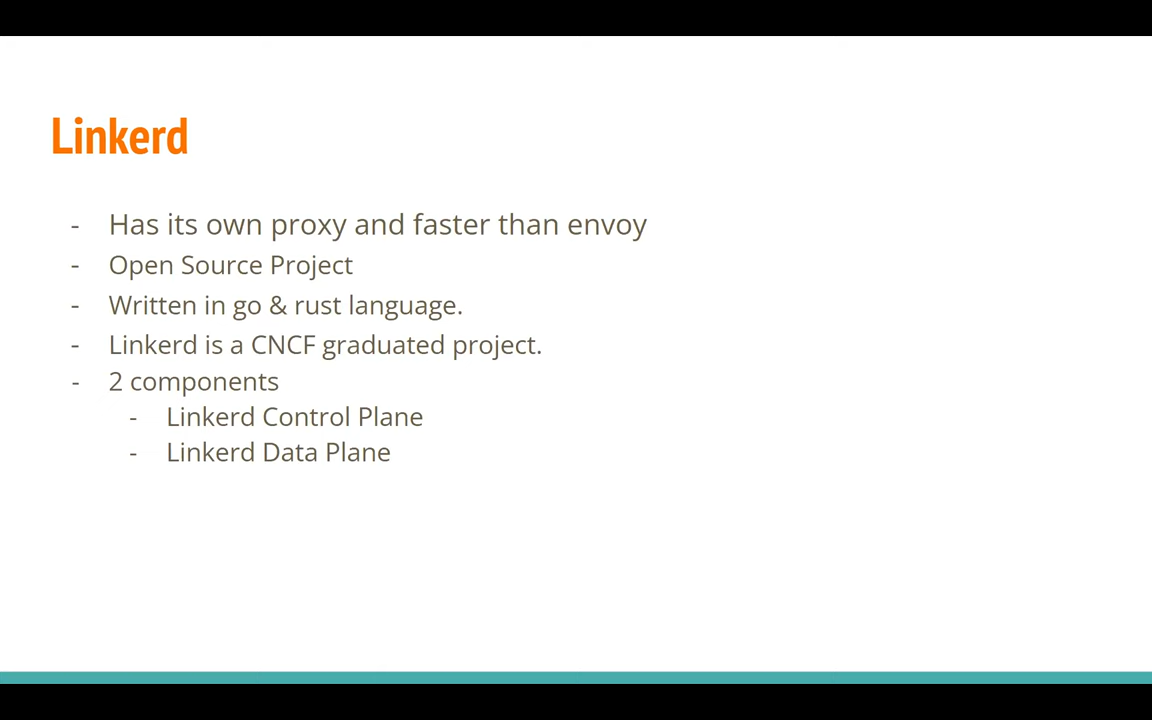 Linkerd
- Has its own proxy and faster than envoy
- Open Source Project
- Written in go & rust language.
- Linkerd is a CNCF graduated project.
- 2 components
- Linkerd Control Plane
- Linkerd Data Plane